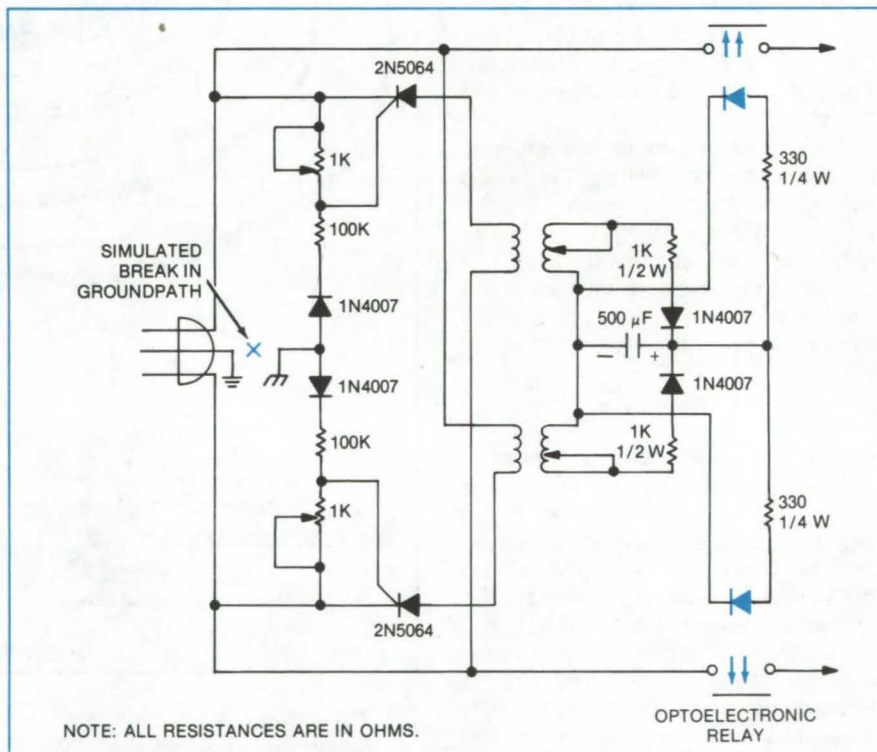 2N5064
1K
330
1/4 W
100K
SIMULATED
BREAK IN
GROUNDPATH
1K
1/2 W
1N4007
500 µF
1N4007
− +
1N4007
1N4007
100K
1K
1/2 W
1K
330
1/4 W
2N5064
NOTE: ALL RESISTANCES ARE IN OHMS.
OPTOELECTRONIC
RELAY